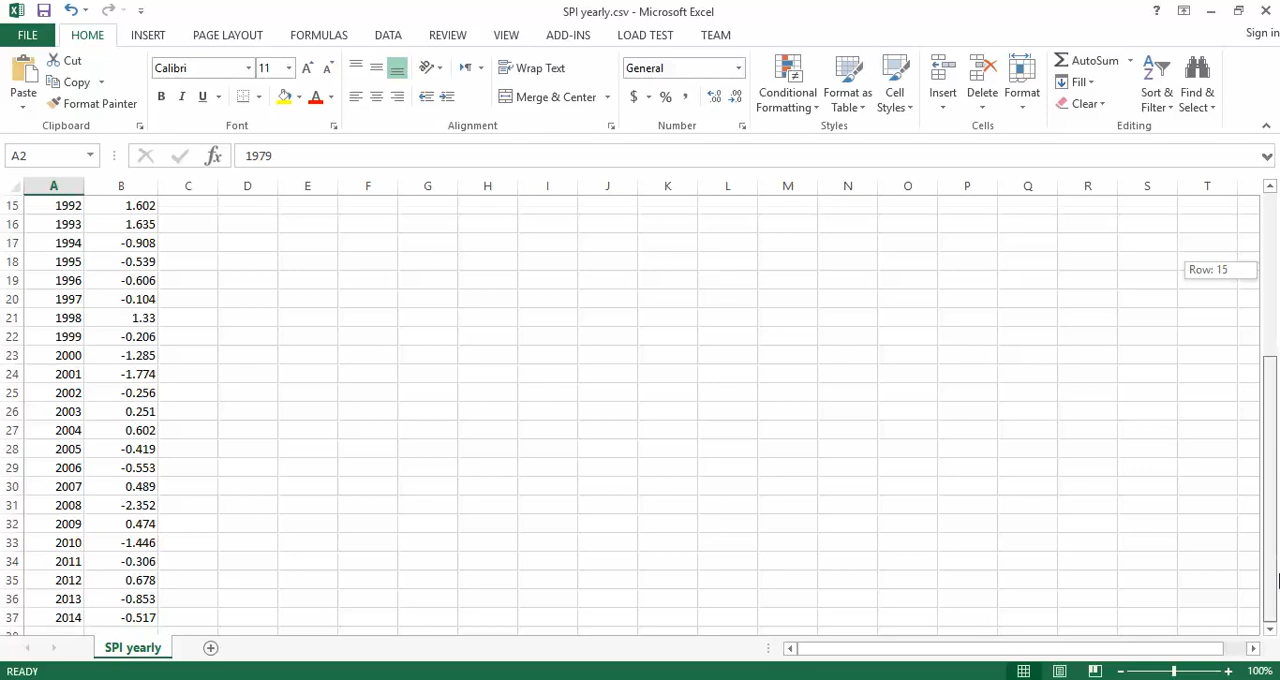 SPI yearly.csv - Microsoft Excel
?
FILE HOME INSERT PAGE LAYOUT FORMULAS DATA REVIEW VIEW ADD-INS LOAD TEST TEAM Sign in
Paste
Cut
Copy
Format Painter
Clipboard
Calibri 11
B I U
Font
Wrap Text
Merge & Center
Alignment
General
$ % ,
Number
Conditional Formatting
Format as Table
Cell Styles
Styles
Insert Delete Format
Cells
AutoSum
Fill
Clear
Sort & Filter
Find & Select
Editing
A2 fx 1979
A B C D E F G H I J K L M N O P Q R S T
15 1992 1.602
16 1993 1.635
17 1994 -0.908
18 1995 -0.539
Row: 15
19 1996 -0.606
20 1997 -0.104
21 1998 1.33
22 1999 -0.206
23 2000 -1.285
24 2001 -1.774
25 2002 -0.256
26 2003 0.251
27 2004 0.602
28 2005 -0.419
29 2006 -0.553
30 2007 0.489
31 2008 -2.352
32 2009 0.474
33 2010 -1.446
34 2011 -0.306
35 2012 0.678
36 2013 -0.853
37 2014 -0.517
SPI yearly
READY 100%